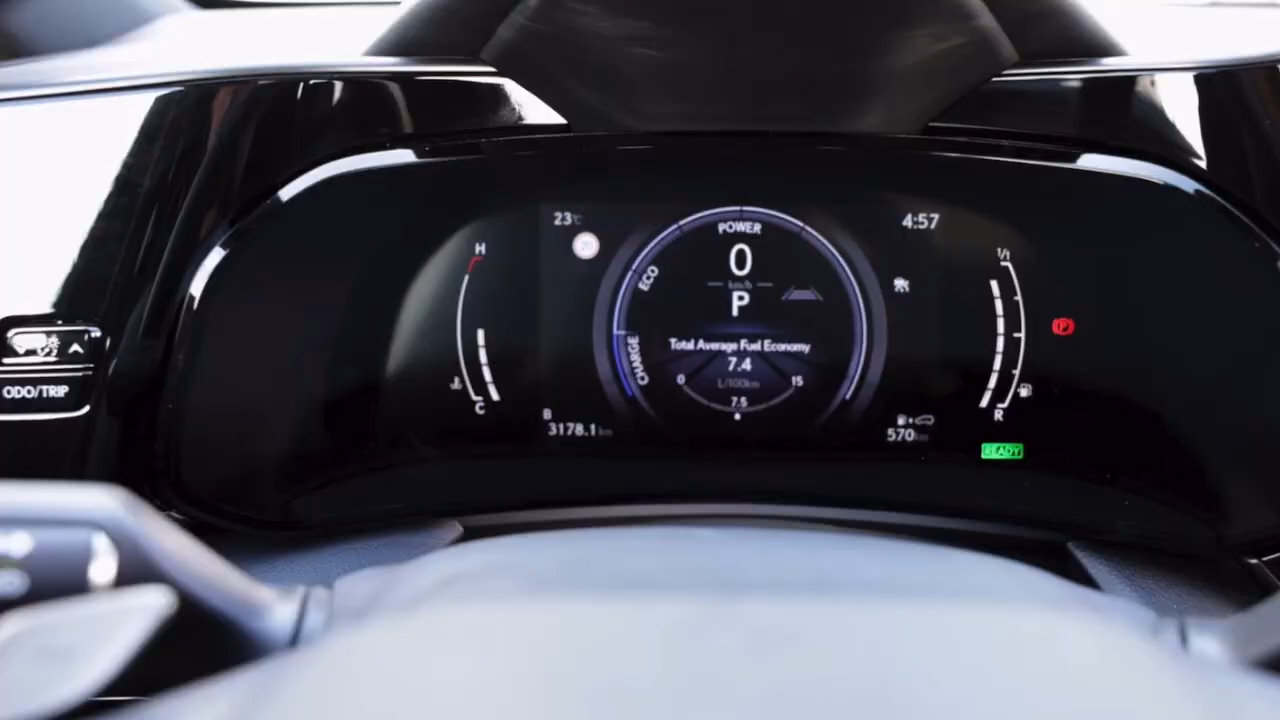 23°C
4:57
POWER
H
1/1
ECO
0
km/h
P
Total Average Fuel Economy
7.4
CHARGE
0
15
L/100km
7.5
ODO/TRIP
C
R
B
3178.1 km
570 km
READY